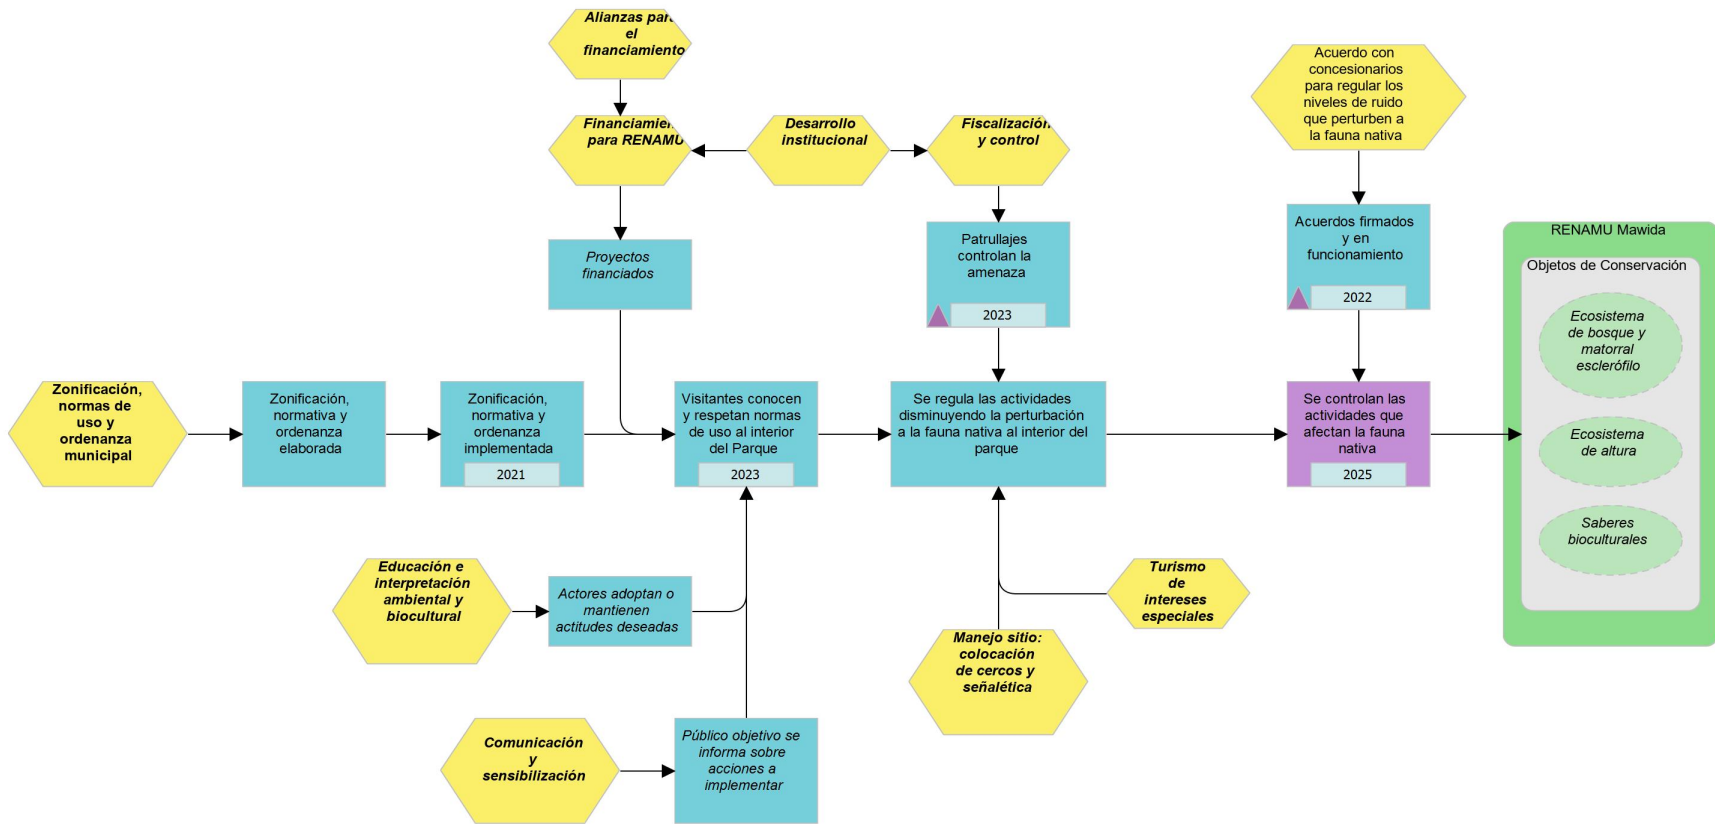 Alianzas para
el
financiamiento
Financiamien
para RENAMU
Desarrollo
institucional
Fiscalización
y control
Acuerdo con
concesionarios
para regular los
niveles de ruido
que perturben a
la fauna nativa
Proyectos
financiados
Patrullajes
controlan la
amenaza
2023
Acuerdos firmados
y en
funcionamiento
2022
RENAMU Mawida
Objetos de Conservación
Ecosistema
de bosque y
matorral
esclerófilo
Ecosistema
de altura
Saberes
bioculturales
Zonificación,
normas de
uso y
ordenanza
municipal
Zonificación,
normativa y
ordenanza
elaborada
Zonificación,
normativa y
ordenanza
implementada
2021
Visitantes conocen
y respetan normas
de uso al interior
del Parque
2023
Se regula las actividades
disminuyendo la perturbación
a la fauna nativa al interior del
parque
Se controlan las
actividades que
afectan la fauna
nativa
2025
Educación e
interpretación
ambiental y
biocultural
Actores adoptan o
mantienen
actitudes deseadas
Turismo
de
intereses
especiales
Manejo sitio:
colocación
de cercos y
señalética
Comunicación
y
sensibilización
Público objetivo se
informa sobre
acciones a
implementar